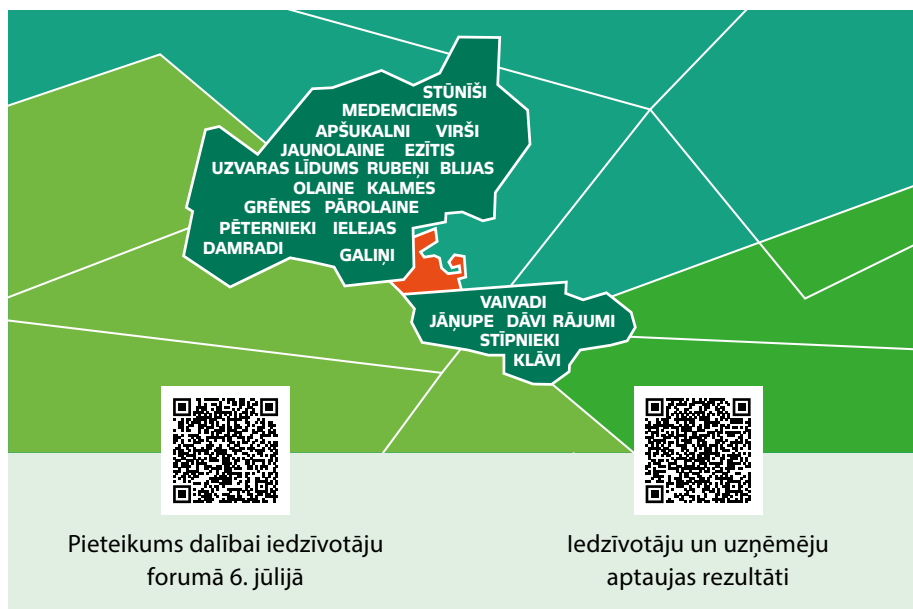 STŪNĪŠI
MEDEMCIEMS
APŠUKALNI VIRŠI
JAUNOLAINE EZĪTIS
UZVARAS LĪDUMS RUBEŅI BLIJAS
OLAINE KALMES
GRĒNES PĀROLAINE
PĒTERNIEKI IELEJAS
DAMRADI GALIŅI
VAIVADI
JĀŅUPE DĀVI RĀJUMI
STĪPNIEKI
KLĀVI
Pieteikums dalībai iedzīvotāju
forumā 6. jūlijā
Iedzīvotāju un uzņēmēju
aptaujas rezultāti